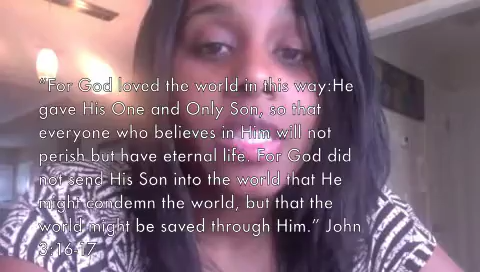 “For God loved the world in this way:He
gave His One and Only Son, so that
everyone who believes in Him will not
perish but have eternal life. For God did
not send His Son into the world that He
might condemn the world, but that the
world might be saved through Him.” John
3:16-17